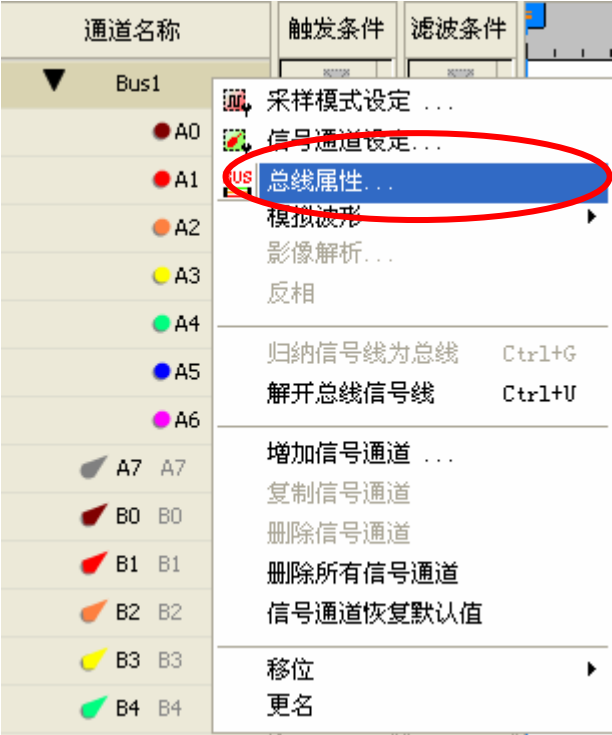 通道名称 触发条件 滤波条件
Bus1
采样模式设定 ...
A0
信号通道设定...
A1
BUS
总线属性...
A2
模拟波形
影像解析...
A3
反相
A4
归纳信号线为总线 Ctrl+G
A5
解开总线信号线 Ctrl+U
A6
增加信号通道 ...
A7 A7
复制信号通道
B0 B0
删除信号通道
B1 B1
删除所有信号通道
B2 B2
信号通道恢复默认值
B3 B3
移位
B4 B4
更名